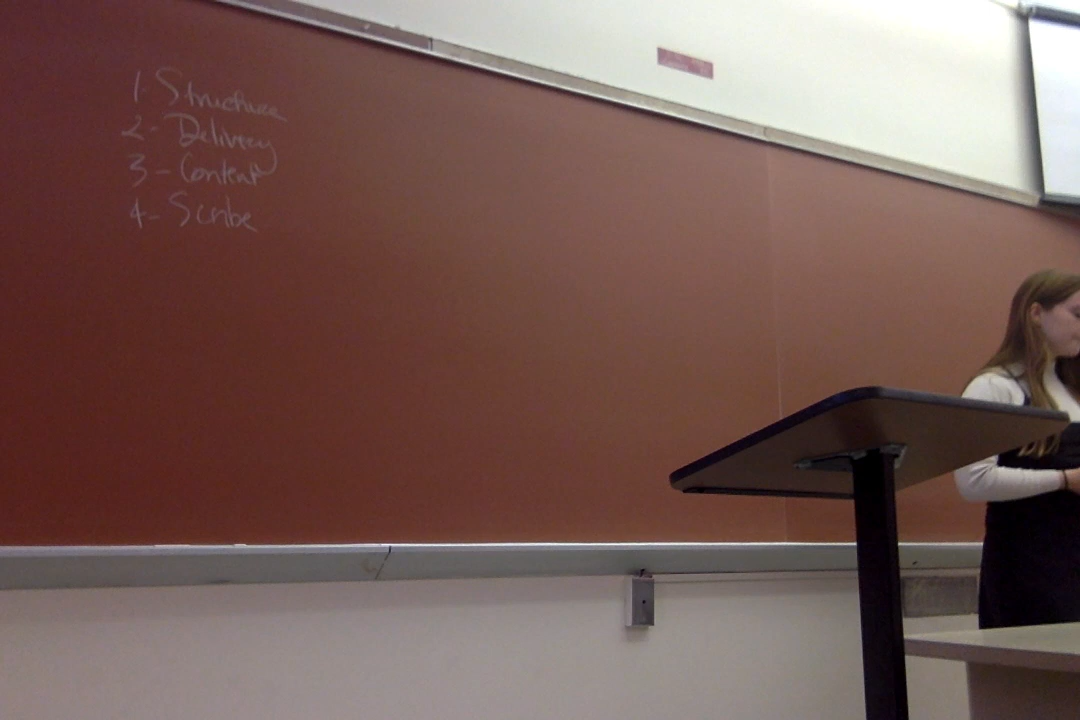 1- Structure
2- Delivery
3- Content
4- Scribe